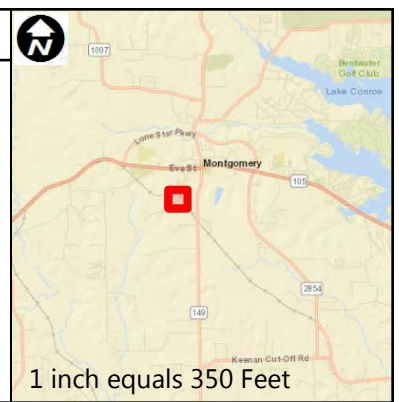 N
1097
Bentwater
Golf Club
Lake Conroe
Lone Star Pkwy
Eva St
Montgomery
105
2854
149
Keenan Cut-Off Rd
1 inch equals 350 Feet